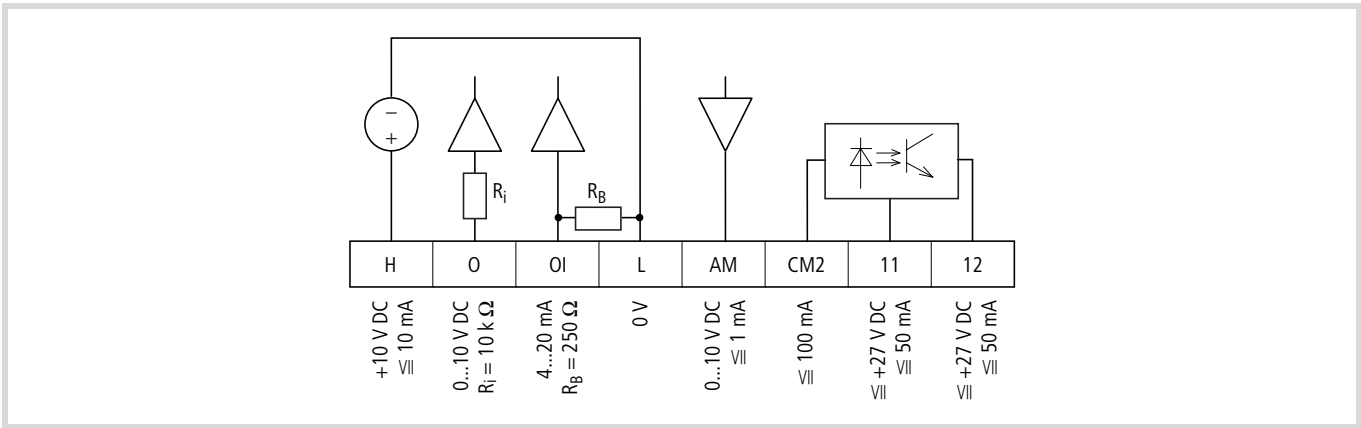 −
+
Ri
RB
H
O
OI
L
AM
CM2
11
12
+10 V DC
≦ 10 mA
0...10 V DC
Ri = 10 k Ω
4...20 mA
RB = 250 Ω
0 V
0...10 V DC
≦ 1 mA
≦ 100 mA
≦ +27 V DC
≦ 50 mA
≦ +27 V DC
≦ 50 mA